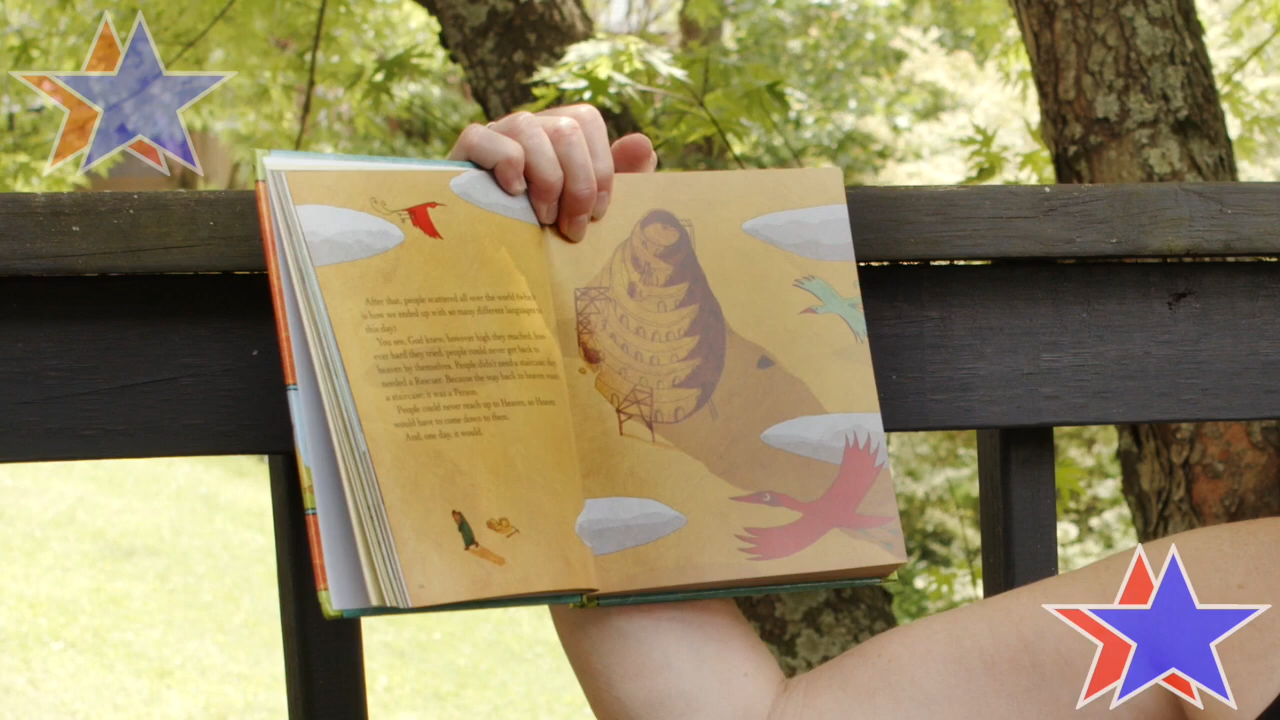 After that, people scattered all over the world (which
is how we ended up with so many different languages to
this day)
You see, God knew, however high they reached, how-
ever hard they tried, people could never get back to
heaven by themselves. People didn't need a staircase; they
needed a Rescuer. Because the way back to heaven wasn't
a staircase; it was a Person.
People could never reach up to Heaven, so Heaven
would have to come down to them.
And, one day, it would.